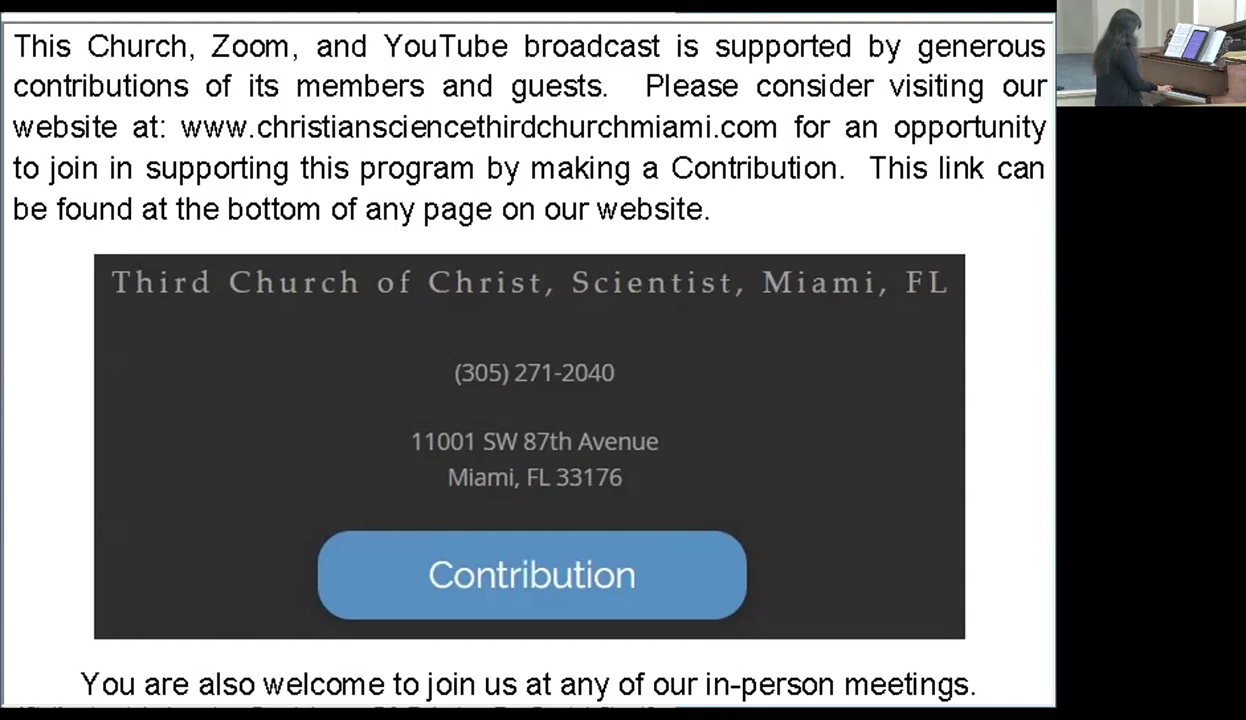 This Church, Zoom, and YouTube broadcast is supported by generous
contributions of its members and guests. Please consider visiting our
website at: www.christiansciencethirdchurchmiami.com for an opportunity
to join in supporting this program by making a Contribution. This link can
be found at the bottom of any page on our website.
Third Church of Christ, Scientist, Miami, FL
(305) 271-2040
11001 SW 87th Avenue
Miami, FL 33176
Contribution
You are also welcome to join us at any of our in-person meetings.